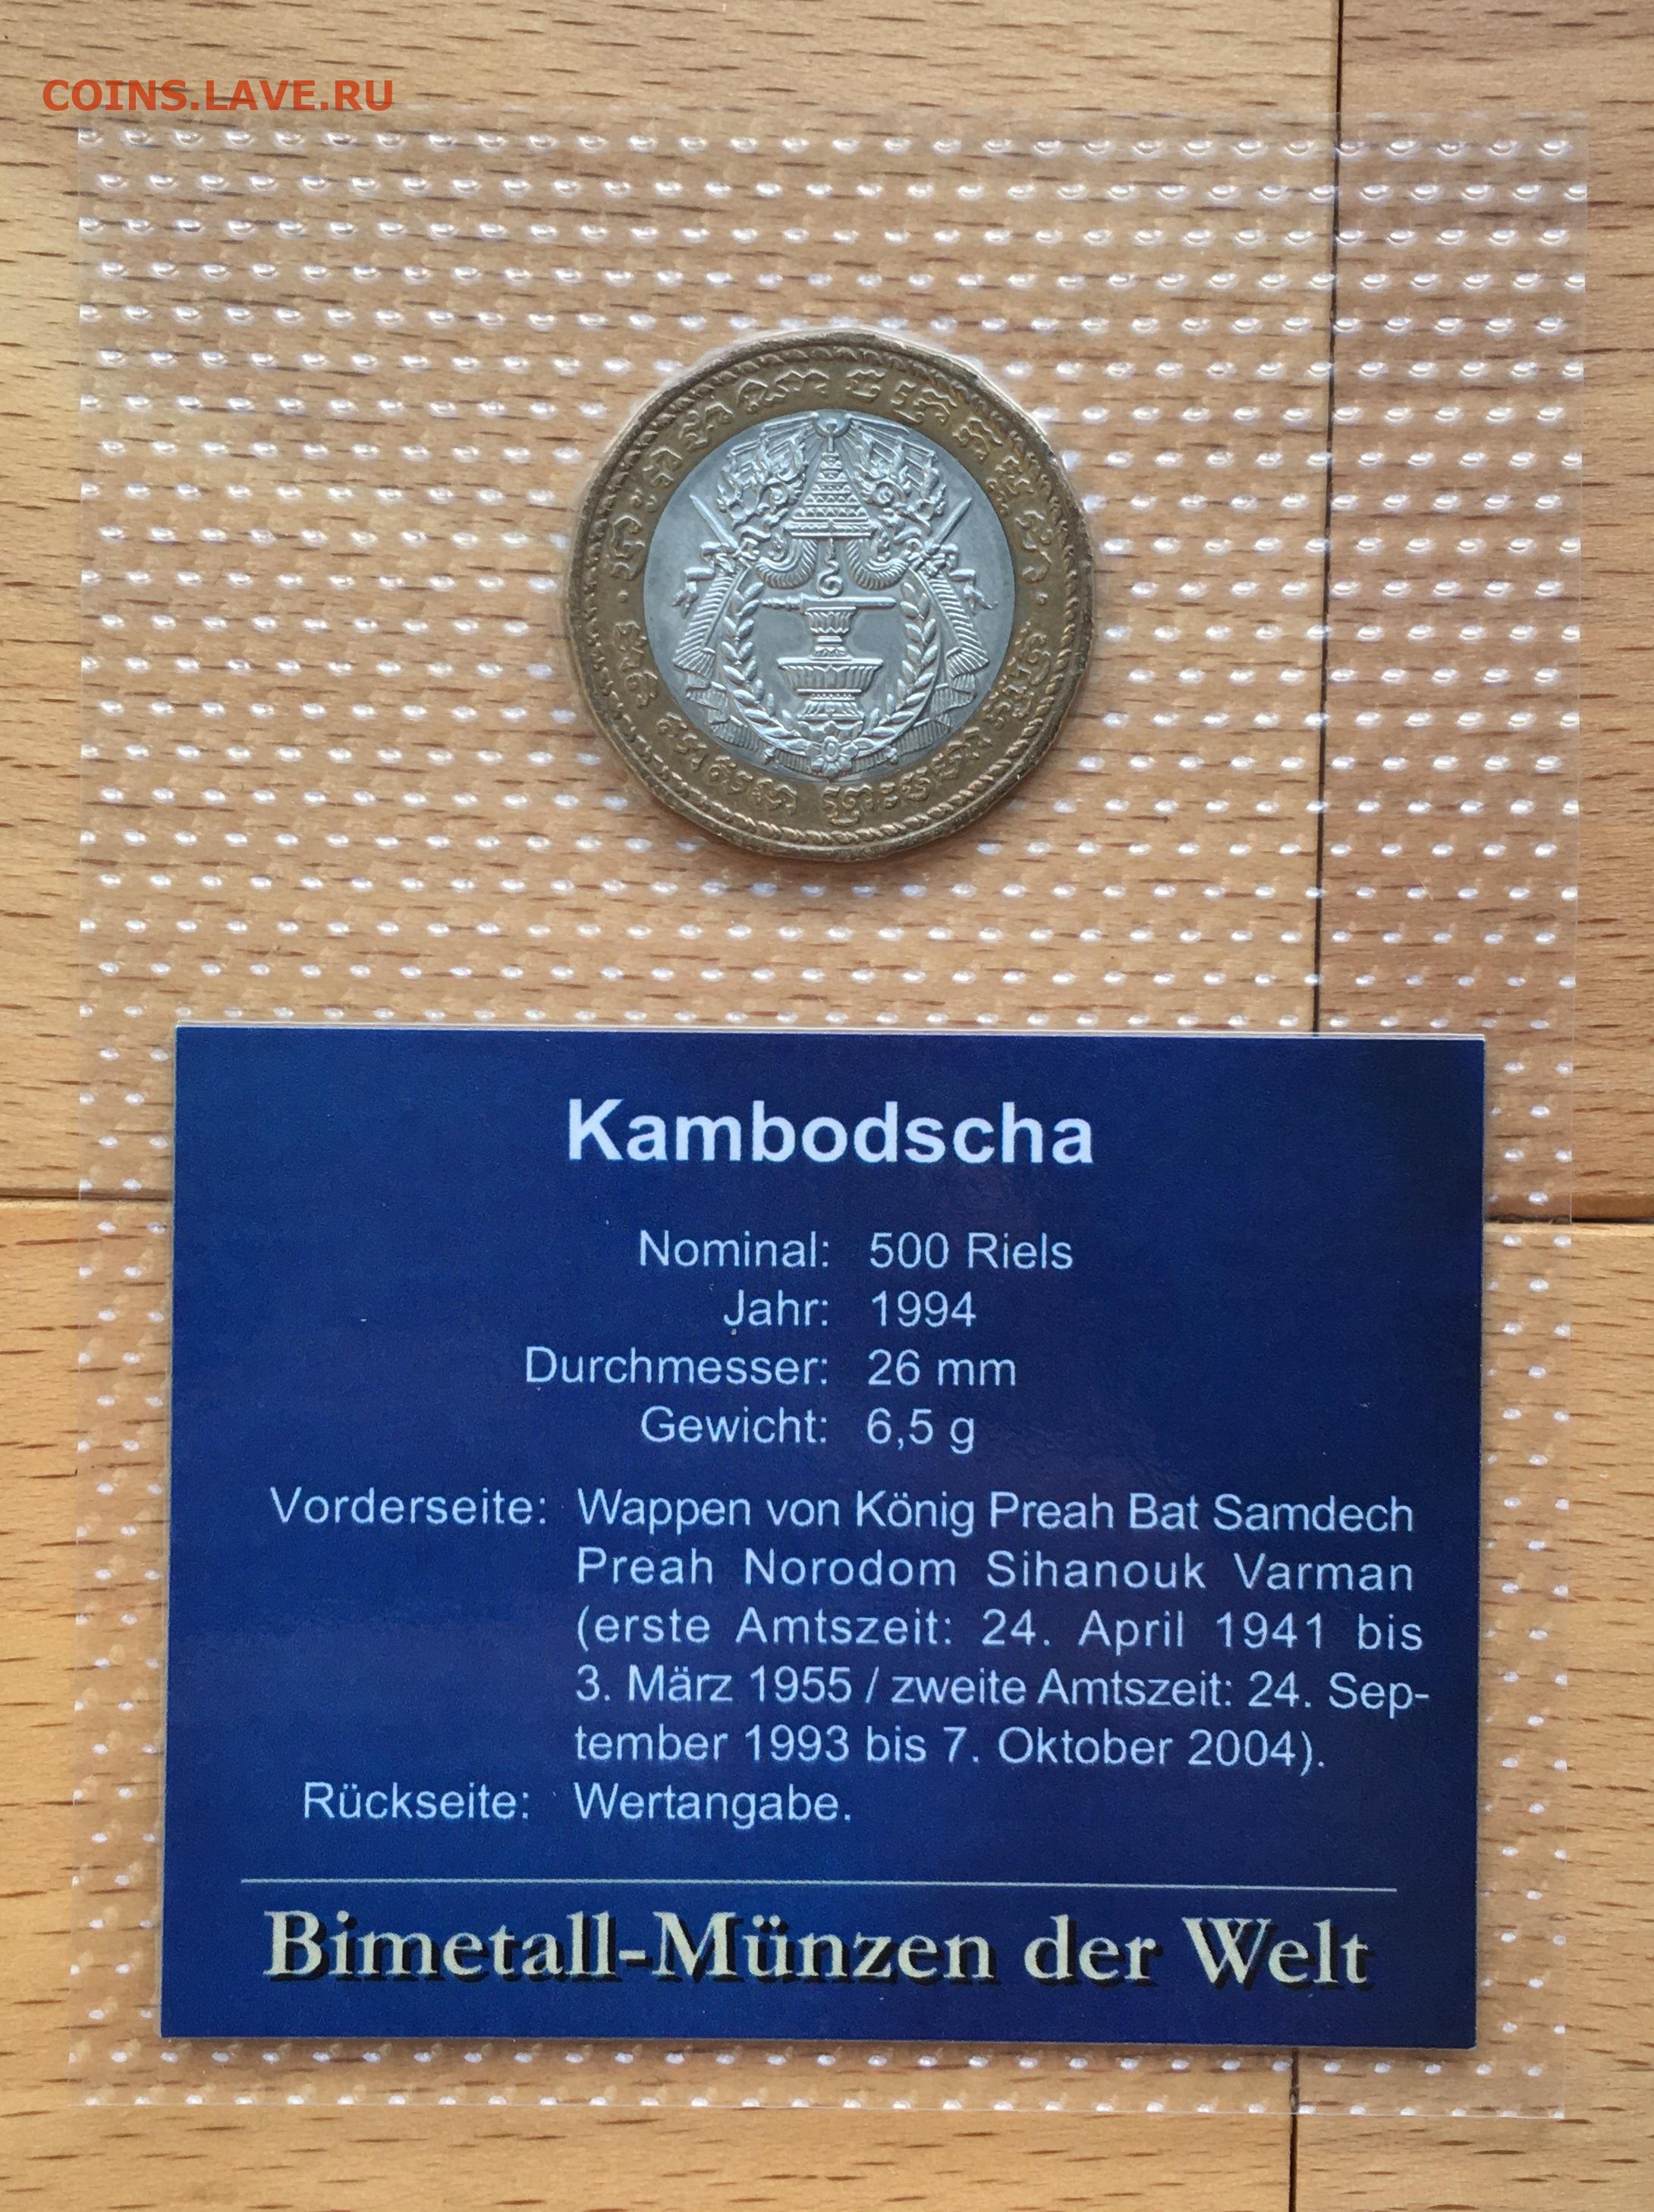 COINS.LAVE.RU
Kambodscha
Nominal: 500 Riels
Jahr: 1994
Durchmesser: 26 mm
Gewicht: 6,5 g
Vorderseite: Wappen von König Preah Bat Samdech
Preah Norodom Sihanouk Varman
(erste Amtszeit: 24. April 1941 bis
3. März 1955 / zweite Amtszeit: 24. Sep-
tember 1993 bis 7. Oktober 2004).
Rückseite: Wertangabe.
Bimetall-Münzen der Welt